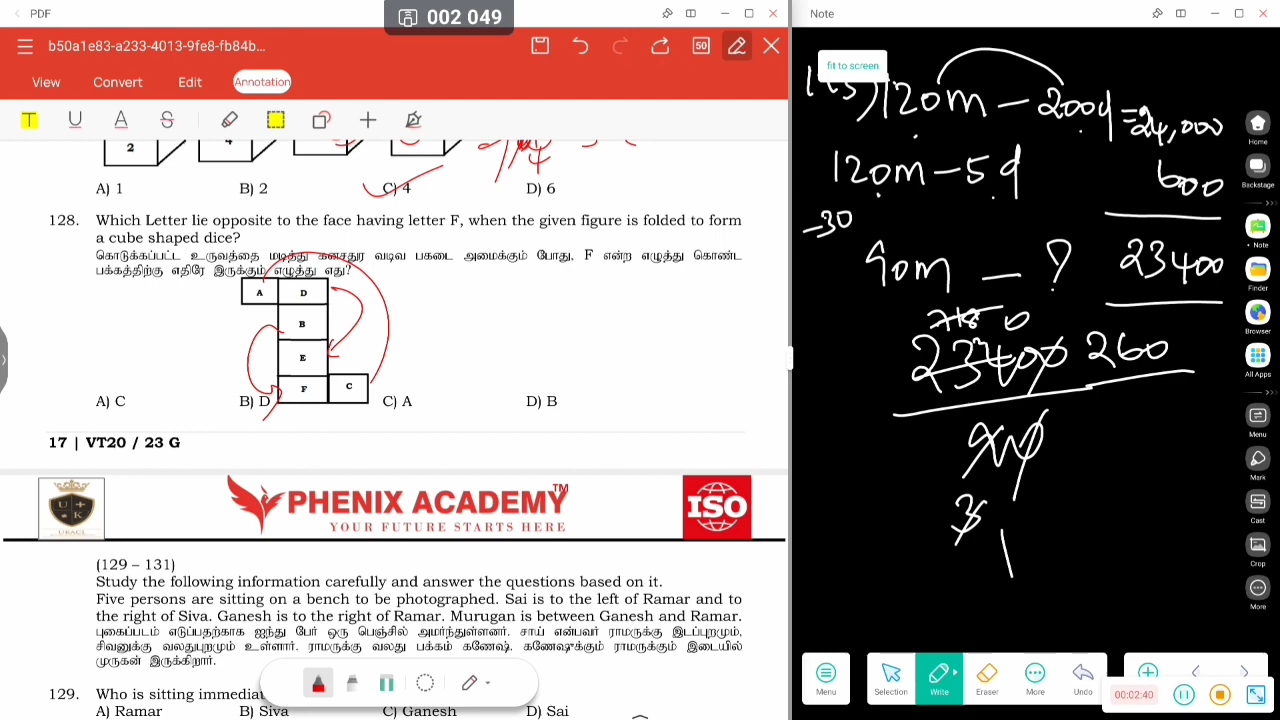 PDF
002 049
Note
b50a1e83-a233-4013-9fe8-fb84b...
50
View Convert Edit Annotation
T U A S
2 4
A) 1 B) 2 C) 4 D) 6
128. Which Letter lie opposite to the face having letter F, when the given figure is folded to form
a cube shaped dice?
கொடுக்கப்பட்ட உருவத்தை மடித்து கனசதுர வடிவ பகடை அமைக்கும் போது, F என்ற எழுத்து கொண்ட
பக்கத்திற்கு எதிரே இருக்கும் எழுத்து எது?
A D
B
E
F C
A) C B) D C) A D) B
17 | VT20 / 23 G
U K
UKAACI
PHENIX ACADEMY TM
YOUR FUTURE STARTS HERE
ISO
(129 – 131)
Study the following information carefully and answer the questions based on it.
Five persons are sitting on a bench to be photographed. Sai is to the left of Ramar and to
the right of Siva. Ganesh is to the right of Ramar. Murugan is between Ganesh and Ramar.
புகைப்படம் எடுப்பதற்காக ஐந்து பேர் ஒரு பெஞ்சில் அமர்ந்துள்ளனர். சாய் என்பவர் ராமருக்கு இடப்புறமும்,
சிவனுக்கு வலதுபுறமும் உள்ளார். ராமருக்கு வலது பக்கம் கணேஷ். கணேஷுக்கும் ராமருக்கும் இடையில்
முருகன் இருக்கிறார்.
129. Who is sitting immediat
A) Ramar B) Siva C) Ganesh D) Sai
fit to screen
120m – 200d = 24,000
120m – 5d 600
-30
90m – ? 23400
23400 260
90
3
1
Home
Backstage
Note
Finder
Browser
All Apps
Menu
Mark
Cast
Crop
More
Menu Selection Write Eraser More Undo
00:02:40